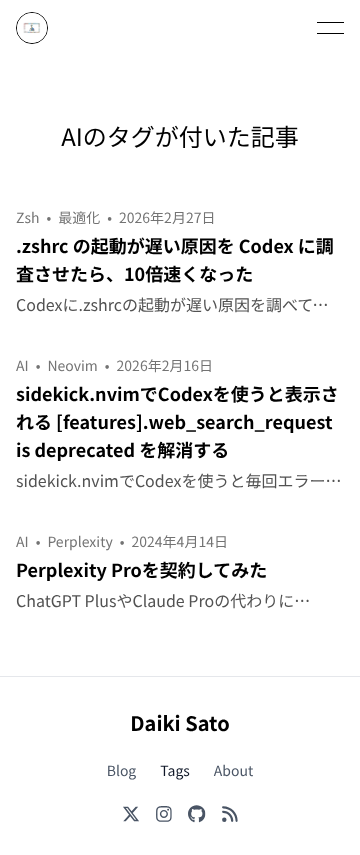 AIのタグが付いた記事
Zsh • 最適化 • 2026年2月27日
.zshrc の起動が遅い原因を Codex に調
査させたら、10倍速くなった
Codexに.zshrcの起動が遅い原因を調べて…
AI • Neovim • 2026年2月16日
sidekick.nvimでCodexを使うと表示さ
れる [features].web_search_request
is deprecated を解消する
sidekick.nvimでCodexを使うと毎回エラー…
AI • Perplexity • 2024年4月14日
Perplexity Proを契約してみた
ChatGPT PlusやClaude Proの代わりに…
Daiki Sato
Blog Tags About